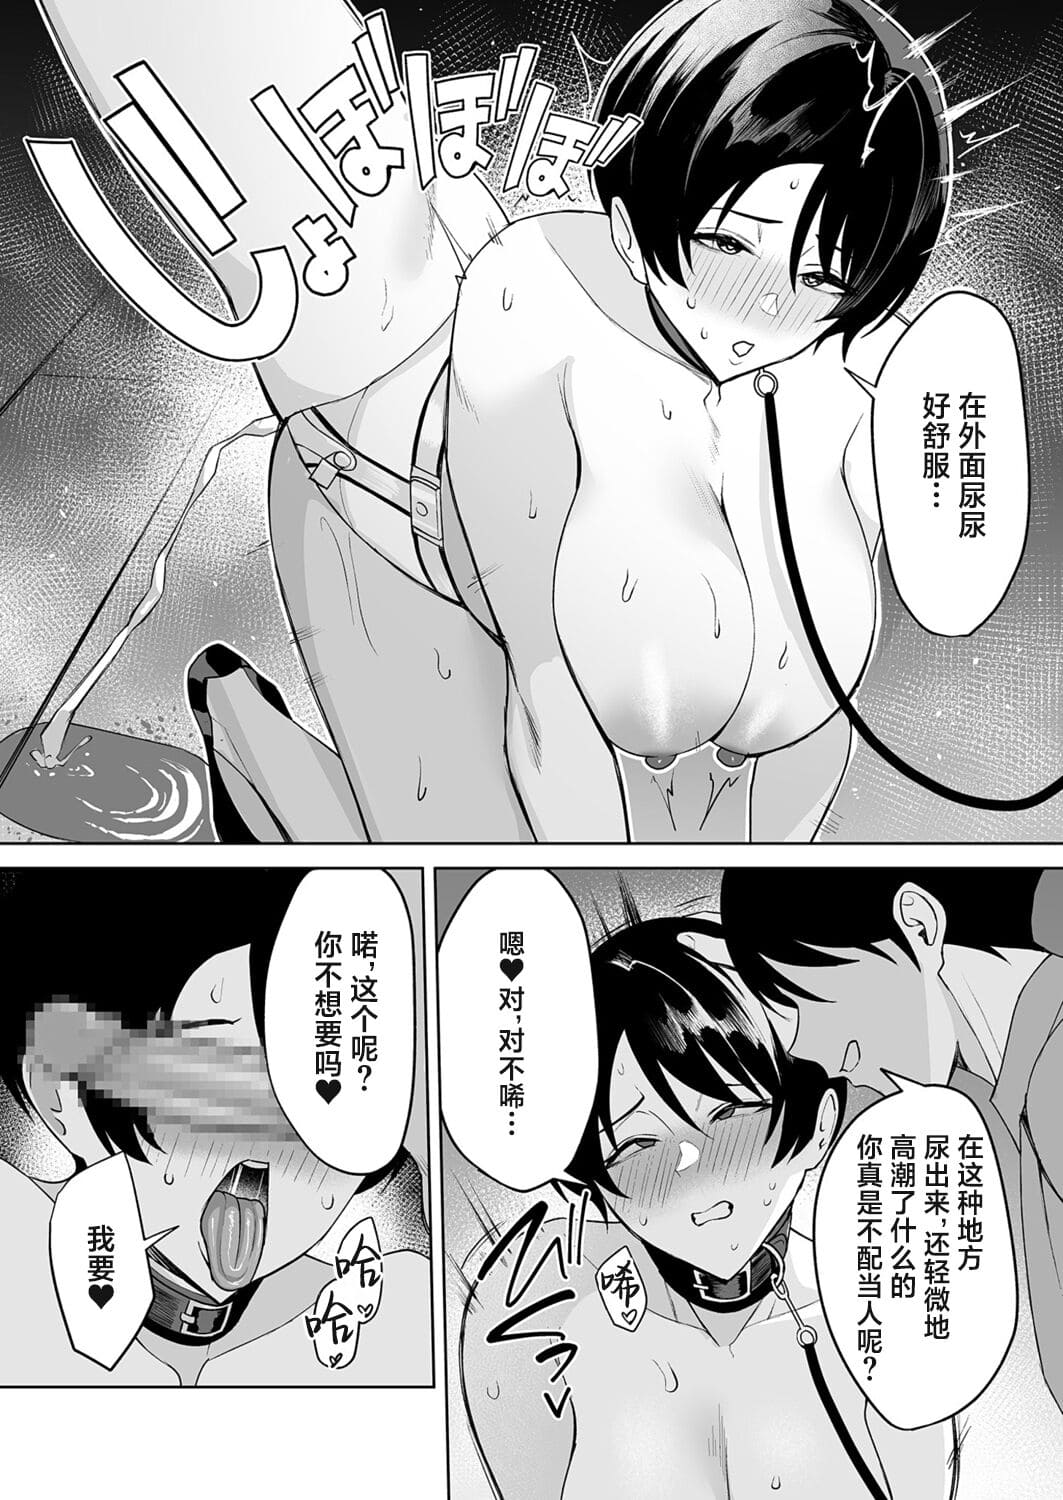 じょぼぼぼ
在外面尿尿
好舒服…
在这种地方
尿出来,还轻微地
高潮了什么的
你真是不配当人呢?
嗯♥对,对不唏…
唏♡
喏,这个呢?
你不想要吗♥
我要♥
哈♡
哈♡